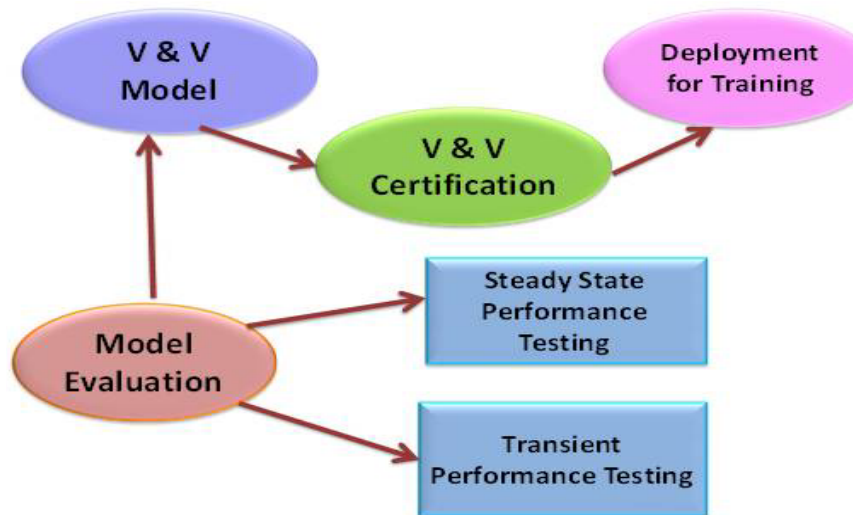 V & V
Model
Deployment
for Training
V & V
Certification
Steady State
Performance
Testing
Model
Evaluation
Transient
Performance Testing